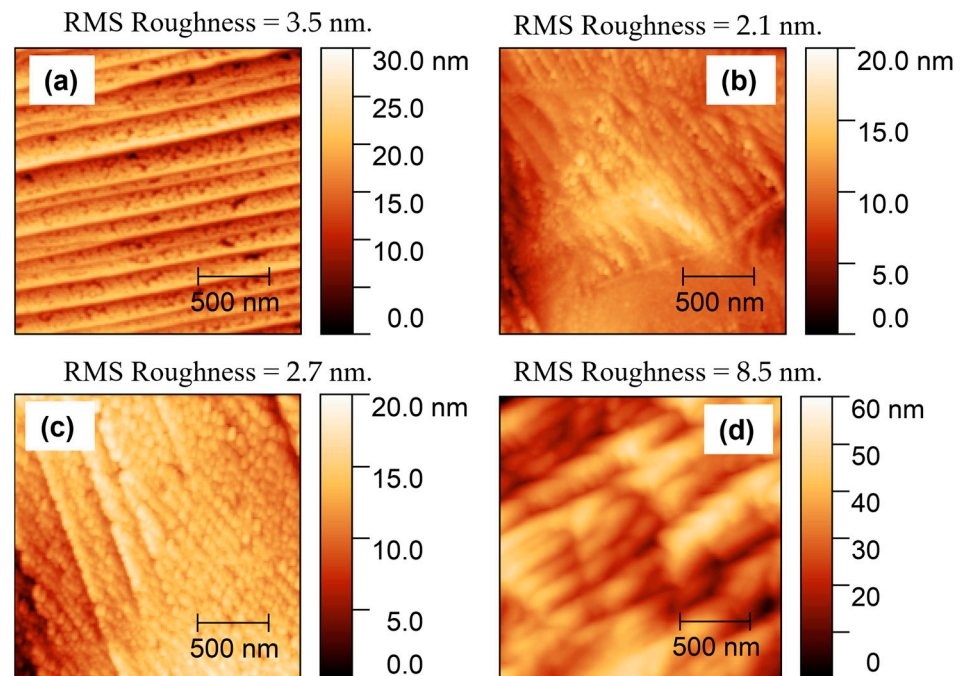 RMS Roughness = 3.5 nm.
(a)
30.0 nm
25.0
20.0
15.0
10.0
0.0
500 nm
RMS Roughness = 2.1 nm.
(b)
20.0 nm
15.0
10.0
5.0
0.0
500 nm
RMS Roughness = 2.7 nm.
(c)
20.0 nm
15.0
10.0
5.0
0.0
500 nm
RMS Roughness = 8.5 nm.
(d)
60 nm
50
40
30
20
0
500 nm